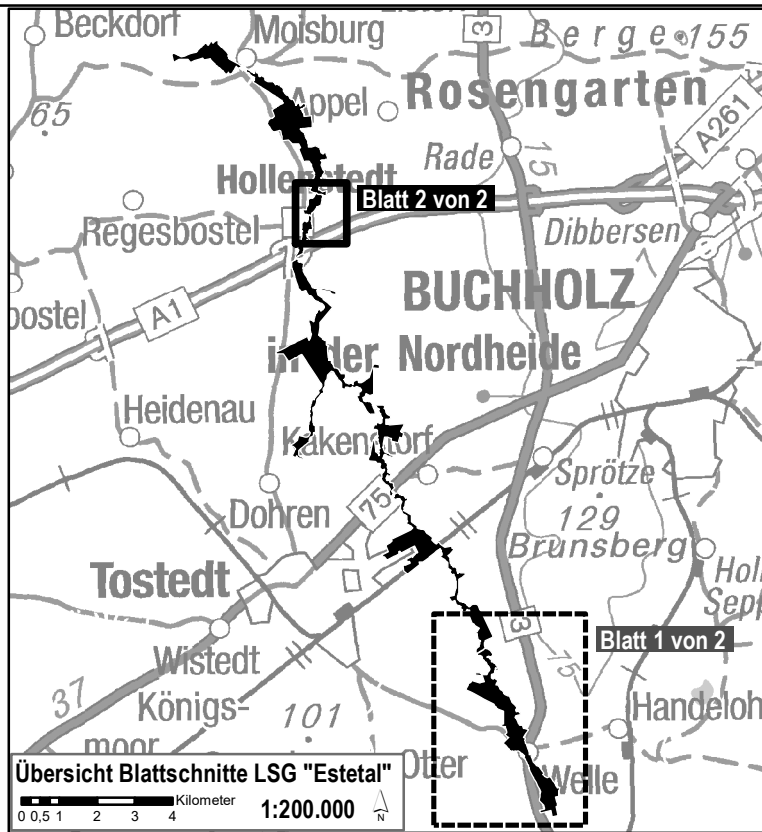 Beckdorf
Moisburg
3
Berge 155
Appel
Rosengarten
65
A261
Rade
15
Hollenstedt
Blatt 2 von 2
Regesbostel
Dibbersen
BUCHHOLZ
bostel
A1
in der Nordheide
Heidenau
Kakenstorf
Sprötze
75
Dohren
129
Brunsberg
Tostedt
3
Blatt 1 von 2
Wistedt
75
37
Königs-
moor
101
Handeloh
Otter
Welle
Übersicht Blattschnitte LSG "Estetal"
Kilometer
0 0,5 1 2 3 4
1:200.000
N